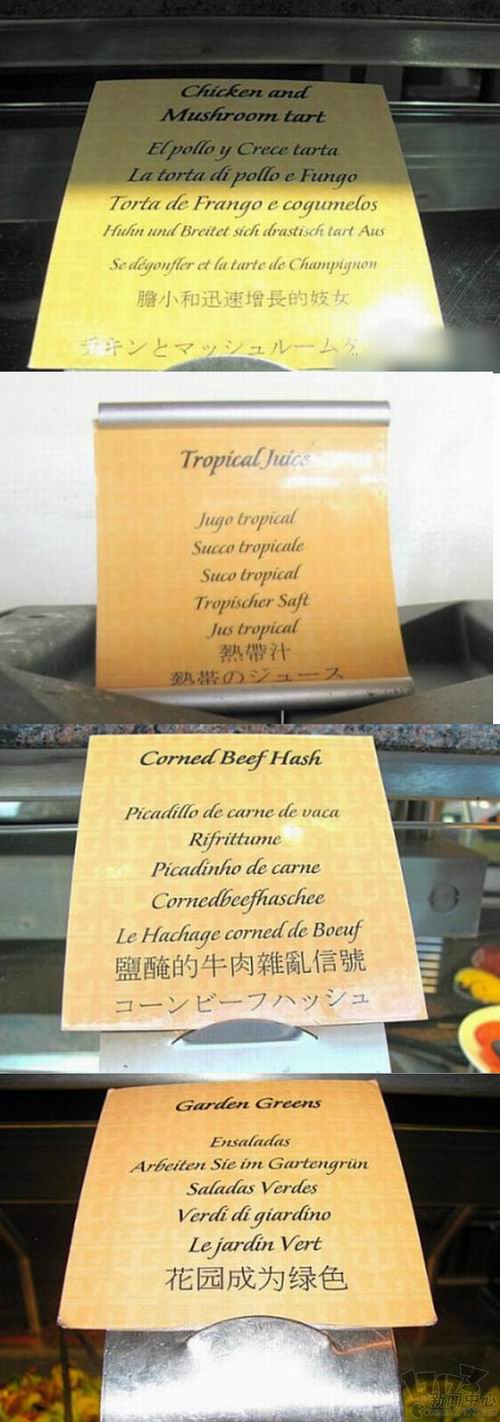 Chicken and
Mushroom tart
El pollo y Crece tarta
La torta di pollo e Fungo
Torta de Frango e cogumelos
Huhn und Breitet sich drastisch tart Aus
Se dégonfler et la tarte de Champignon
膽小和迅速增長的妓女
チキンとマッシュルーム
Tropical Juice
Jugo tropical
Succo tropicale
Suco tropical
Tropischer Saft
Jus tropical
熱帶汁
熱帯のジュース
Corned Beef Hash
Picadillo de carne de vaca
Rifrittume
Picadinho de carne
Cornedbeefhaschee
Le Hachage corned de Boeuf
鹽醃的牛肉雜亂信號
コーンビーフハッシュ
Garden Greens
Ensaladas
Arbeiten Sie im Gartengrün
Saladas Verdes
Verdi di giardino
Le jardin Vert
花园成为绿色
新闻中心